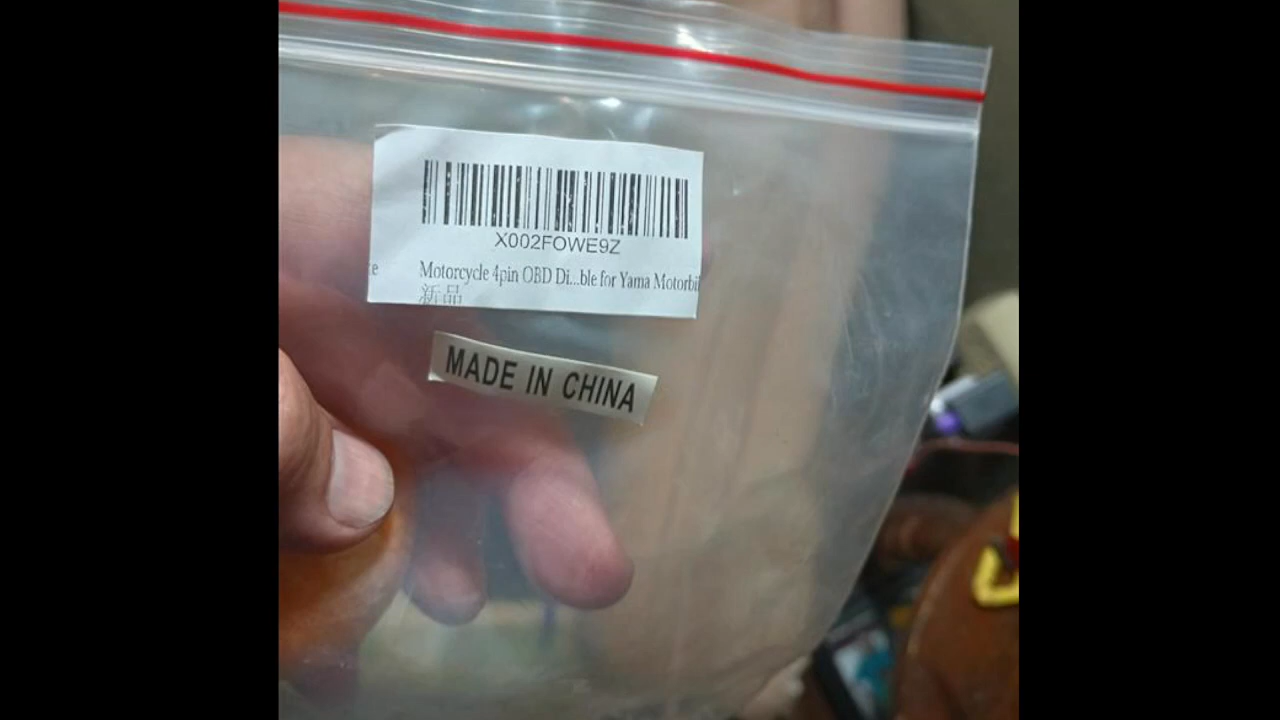 X002FOWE9Z
Motorcycle 4pin OBD Di...ble for Yama Motorbi
新品
MADE IN CHINA